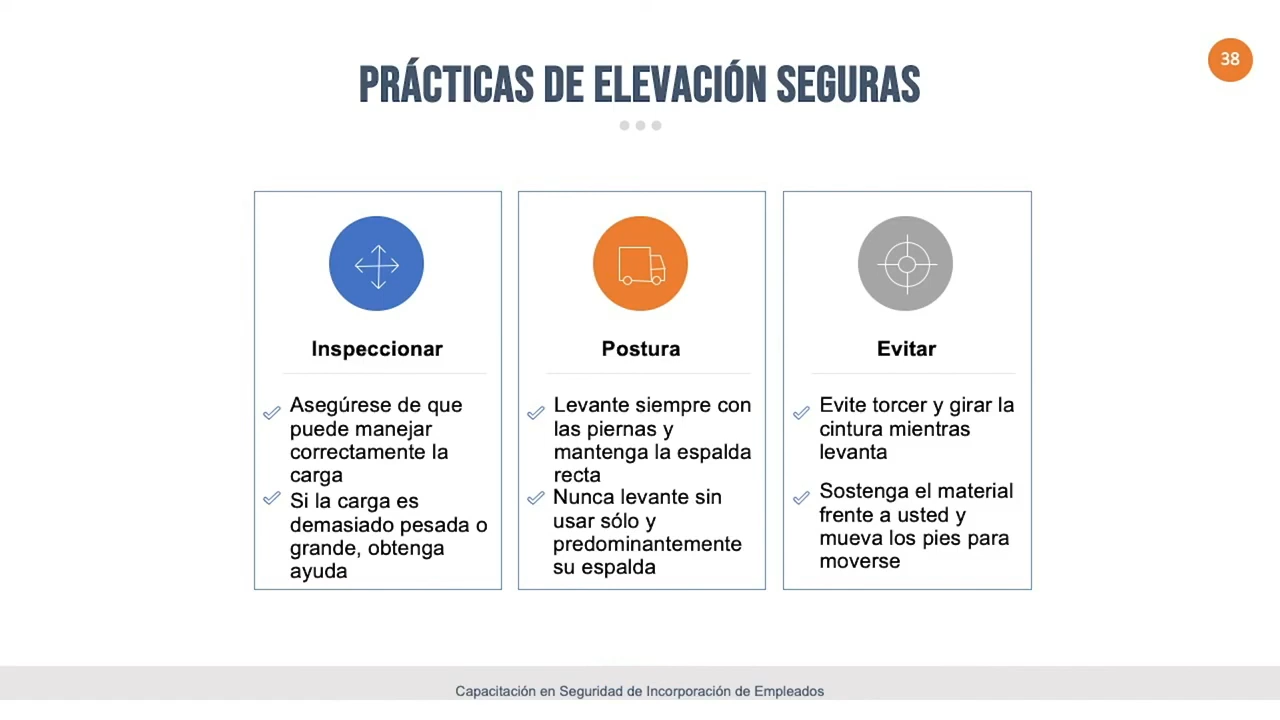 38
PRÁCTICAS DE ELEVACIÓN SEGURAS
Inspeccionar
Asegúrese de que
puede manejar
correctamente la
carga
Si la carga es
demasiado pesada o
grande, obtenga
ayuda
Postura
Levante siempre con
las piernas y
mantenga la espalda
recta
Nunca levante sin
usar sólo y
predominantemente
su espalda
Evitar
Evite torcer y girar la
cintura mientras
levanta
Sostenga el material
frente a usted y
mueva los pies para
moverse
Capacitación en Seguridad de Incorporación de Empleados